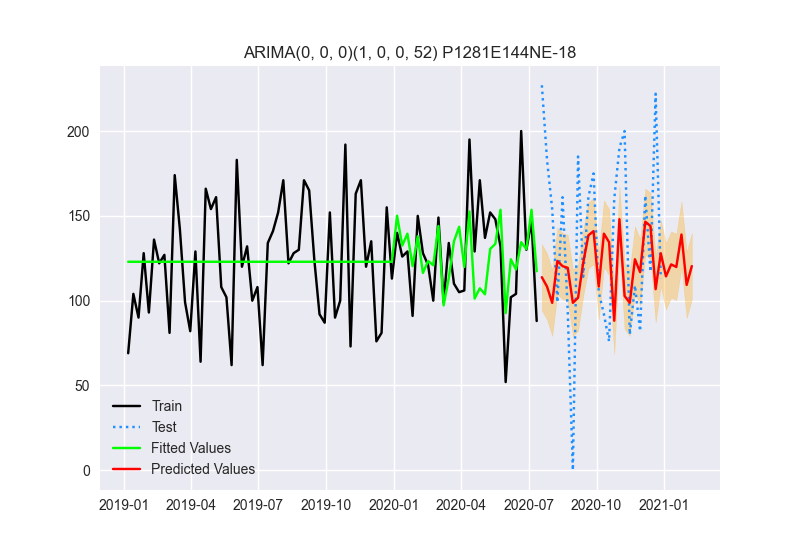 ARIMA(0, 0, 0)(1, 0, 0, 52) P1281E144NE-18
200
150
100
50
0
Train
Test
Fitted Values
Predicted Values
2019-01 2019-04 2019-07 2019-10 2020-01 2020-04 2020-07 2020-10 2021-01